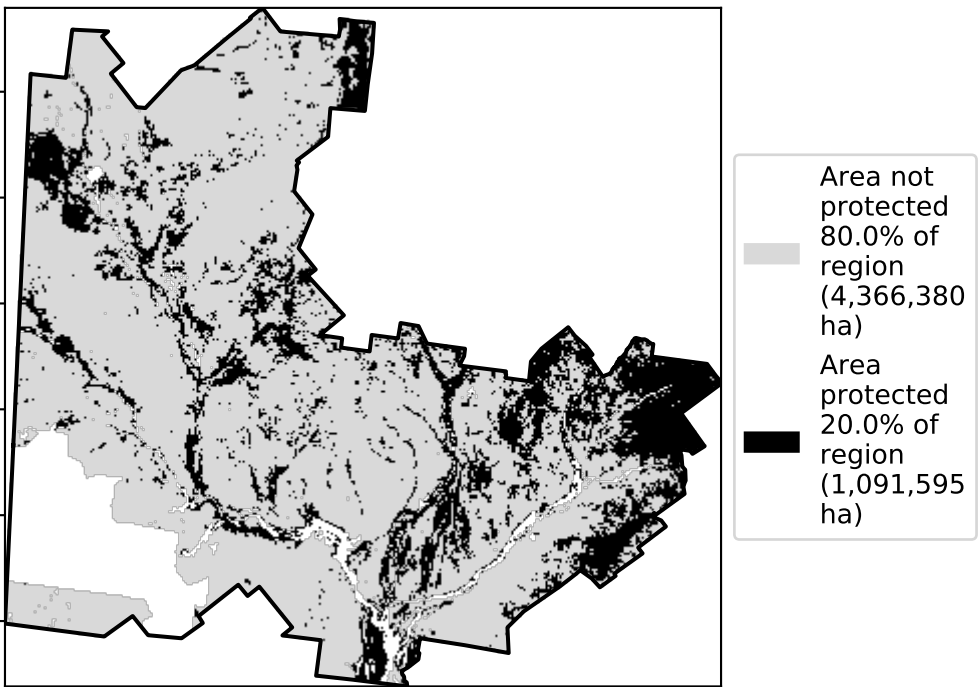 Area not
protected
80.0% of
region
(4,366,380
ha)
Area
protected
20.0% of
region
(1,091,595
ha)